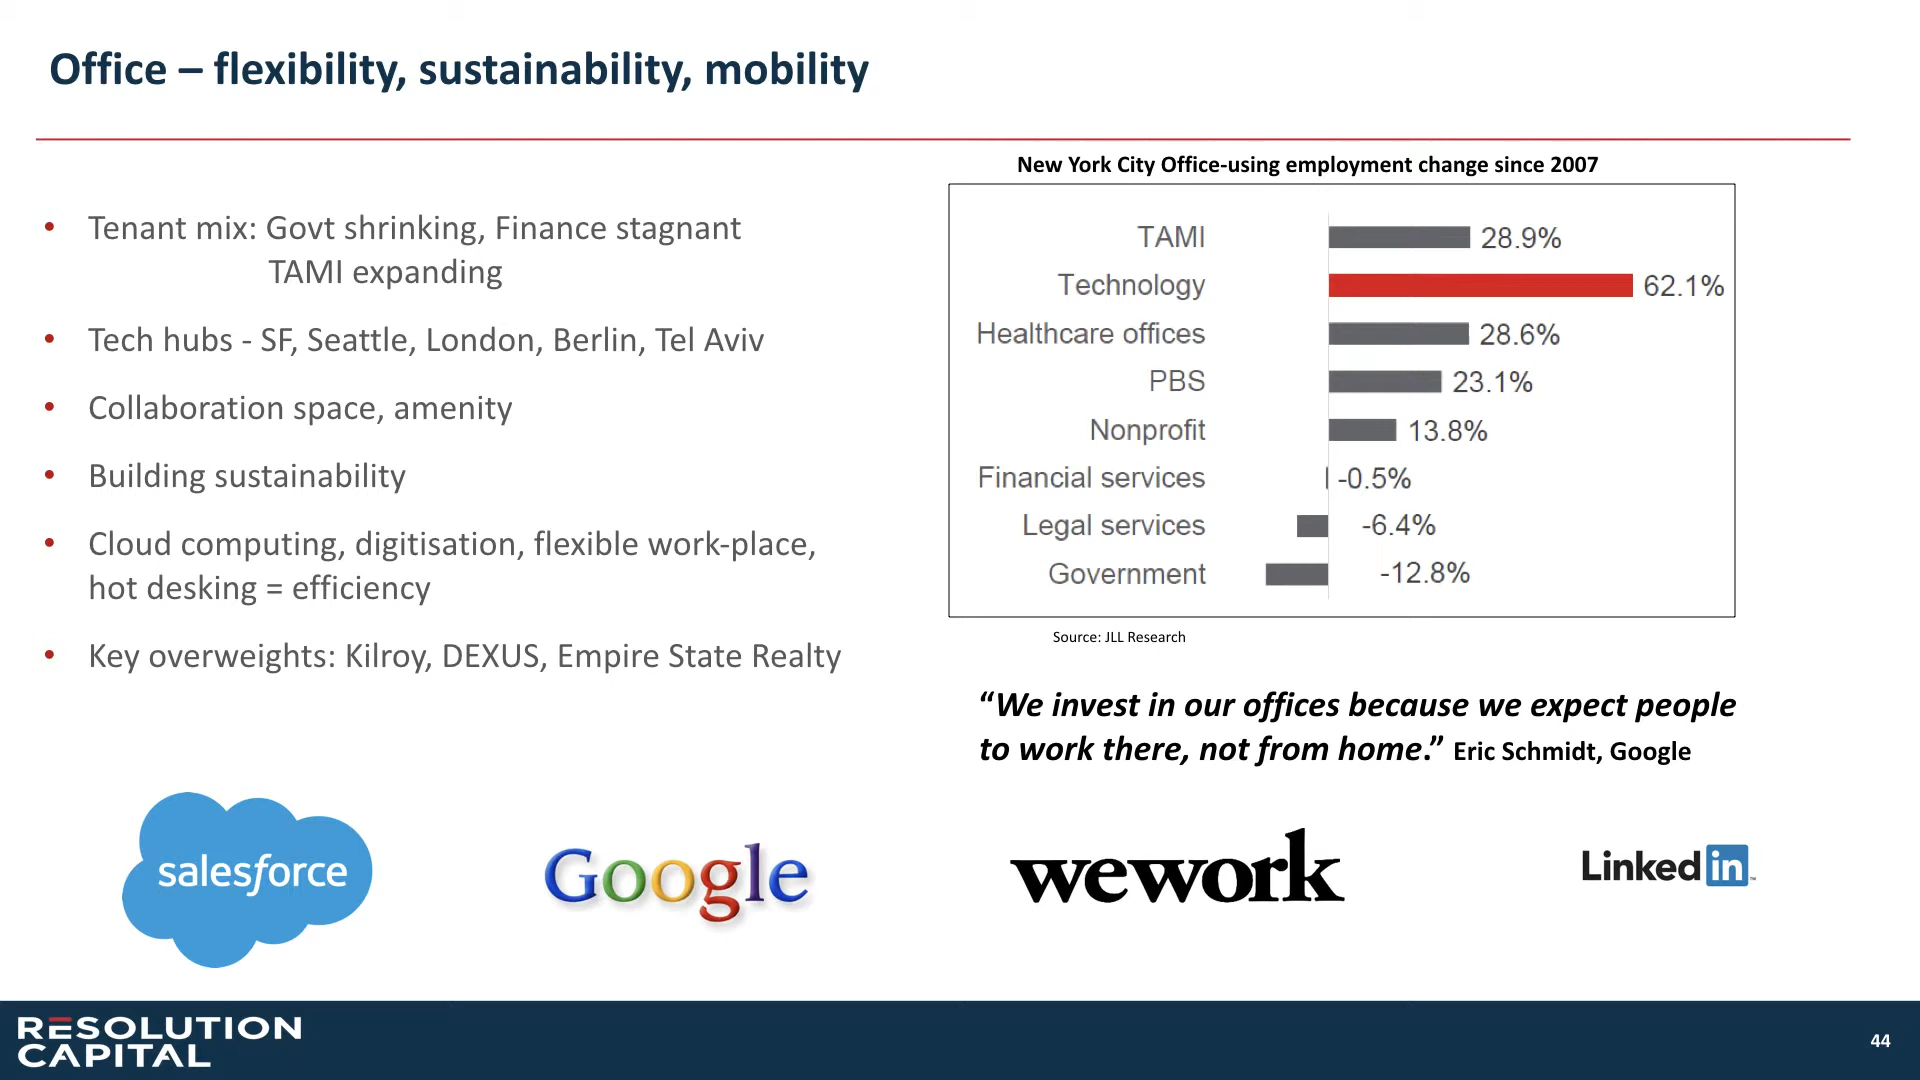 Office – flexibility, sustainability, mobility
• Tenant mix: Govt shrinking, Finance stagnant
TAMI expanding
• Tech hubs - SF, Seattle, London, Berlin, Tel Aviv
• Collaboration space, amenity
• Building sustainability
• Cloud computing, digitisation, flexible work-place,
hot desking = efficiency
• Key overweights: Kilroy, DEXUS, Empire State Realty
New York City Office-using employment change since 2007
TAMI 28.9%
Technology 62.1%
Healthcare offices 28.6%
PBS 23.1%
Nonprofit 13.8%
Financial services -0.5%
Legal services -6.4%
Government -12.8%
Source: JLL Research
“We invest in our offices because we expect people
to work there, not from home.” Eric Schmidt, Google
salesforce
Google
wework
Linked in
RESOLUTION
CAPITAL
44